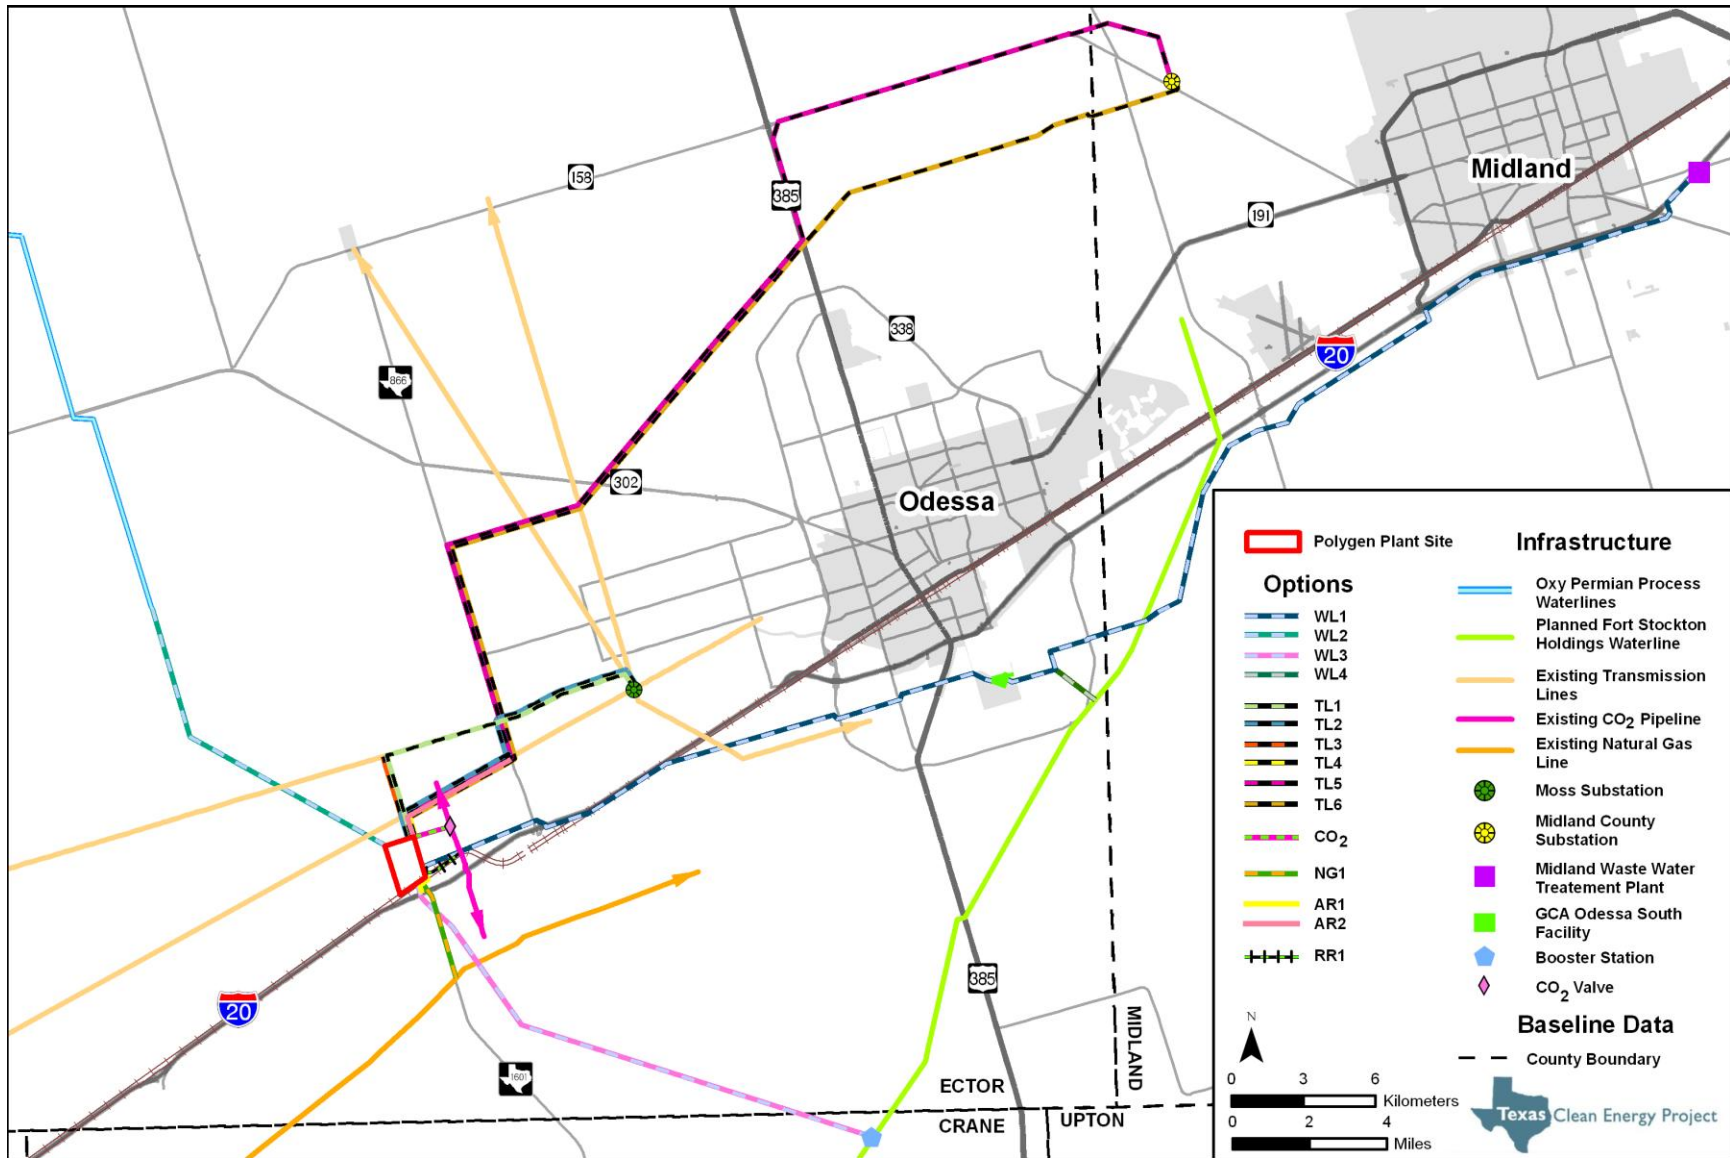 158
385
191
Midland
338
866
20
302
Odessa
20
385
1601
MIDLAND
ECTOR
CRANE
UPTON
Polygen Plant Site
Options
WL1
WL2
WL3
WL4
TL1
TL2
TL3
TL4
TL5
TL6
CO2
NG1
AR1
AR2
RR1
Infrastructure
Oxy Permian Process
Waterlines
Planned Fort Stockton
Holdings Waterline
Existing Transmission
Lines
Existing CO2 Pipeline
Existing Natural Gas
Line
Moss Substation
Midland County
Substation
Midland Waste Water
Treatement Plant
GCA Odessa South
Facility
Booster Station
CO2 Valve
Baseline Data
County Boundary
N
0 3 6
Kilometers
0 2 4
Miles
Texas Clean Energy Project